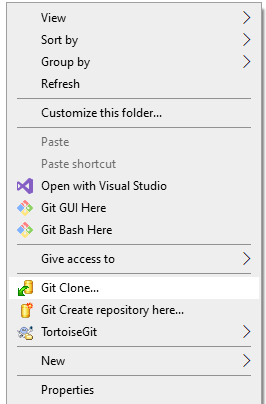 View
Sort by
Group by
Refresh
Customize this folder...
Paste
Paste shortcut
Open with Visual Studio
Git GUI Here
Git Bash Here
Give access to
Git Clone...
Git Create repository here...
TortoiseGit
New
Properties